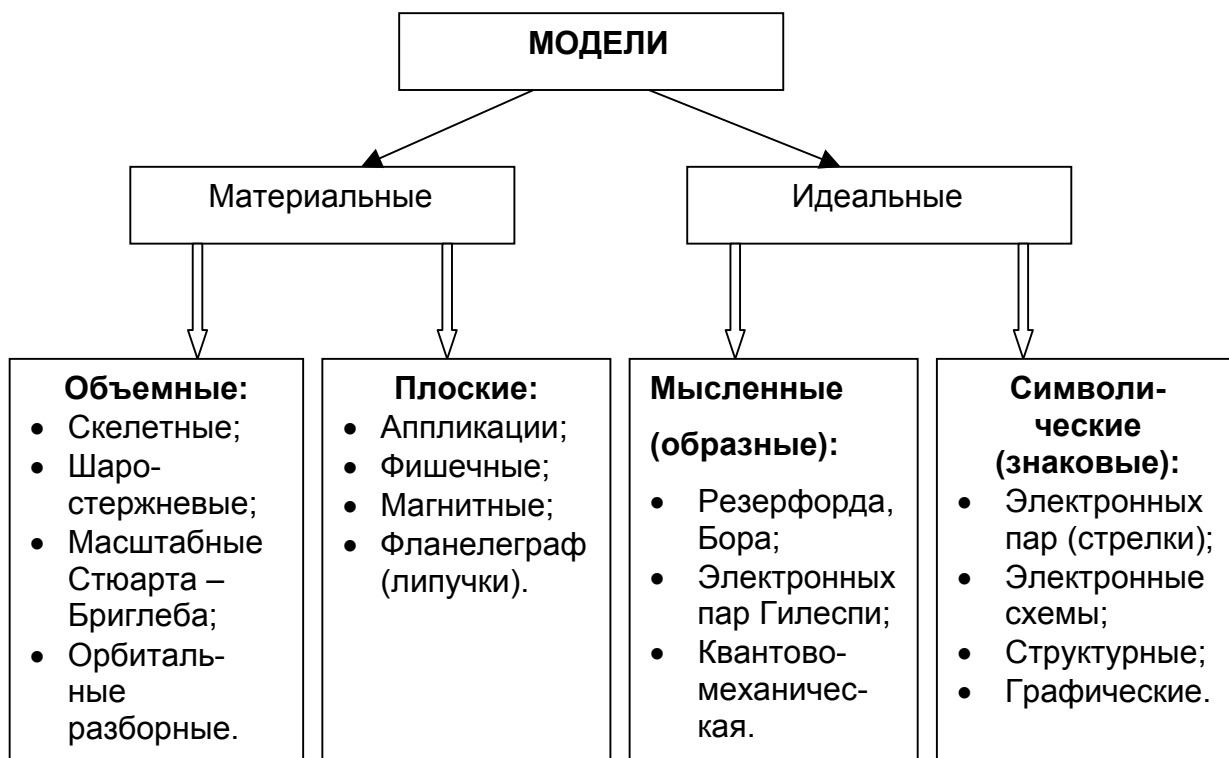 МОДЕЛИ
Материальные
Идеальные
Объемные:
• Скелетные;
• Шаро-
стержневые;
• Масштабные
Стюарта –
Бриглеба;
• Орбиталь-
ные
разборные.
Плоские:
• Аппликации;
• Фишечные;
• Магнитные;
• Фланелеграф
(липучки).
Мысленные
(образные):
• Резерфорда,
Бора;
• Электронных
пар Гилеспи;
• Квантово-
механичес-
кая.
Символи-
ческие
(знаковые):
• Электронных
пар (стрелки);
• Электронные
схемы;
• Структурные;
• Графические.